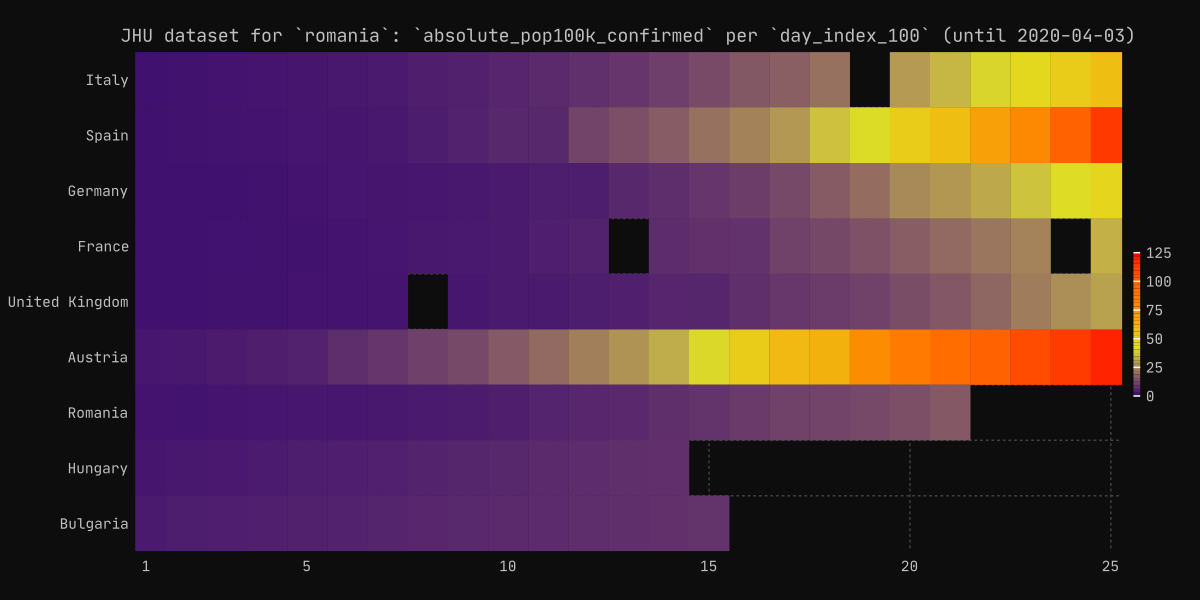 JHU dataset for `romania`: `absolute_pop100k_confirmed` per `day_index_100` (until 2020-04-03)
Italy
Spain
Germany
France
United Kingdom
Austria
Romania
Hungary
Bulgaria
1 5 10 15 20 25
125
100
75
50
25
0